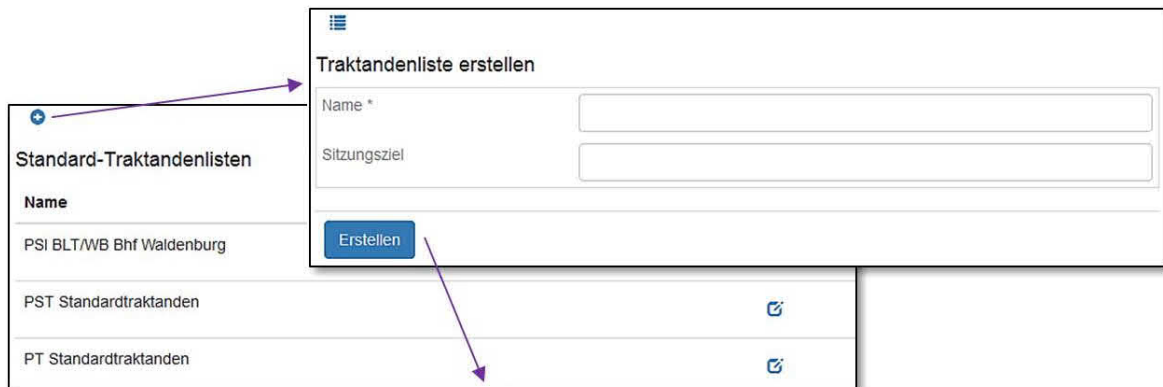 Traktandenliste erstellen
Name *
Sitzungsziel
Erstellen
Standard-Traktandenlisten
Name
PSI BLT/WB Bhf Waldenburg
PST Standardtraktanden
PT Standardtraktanden